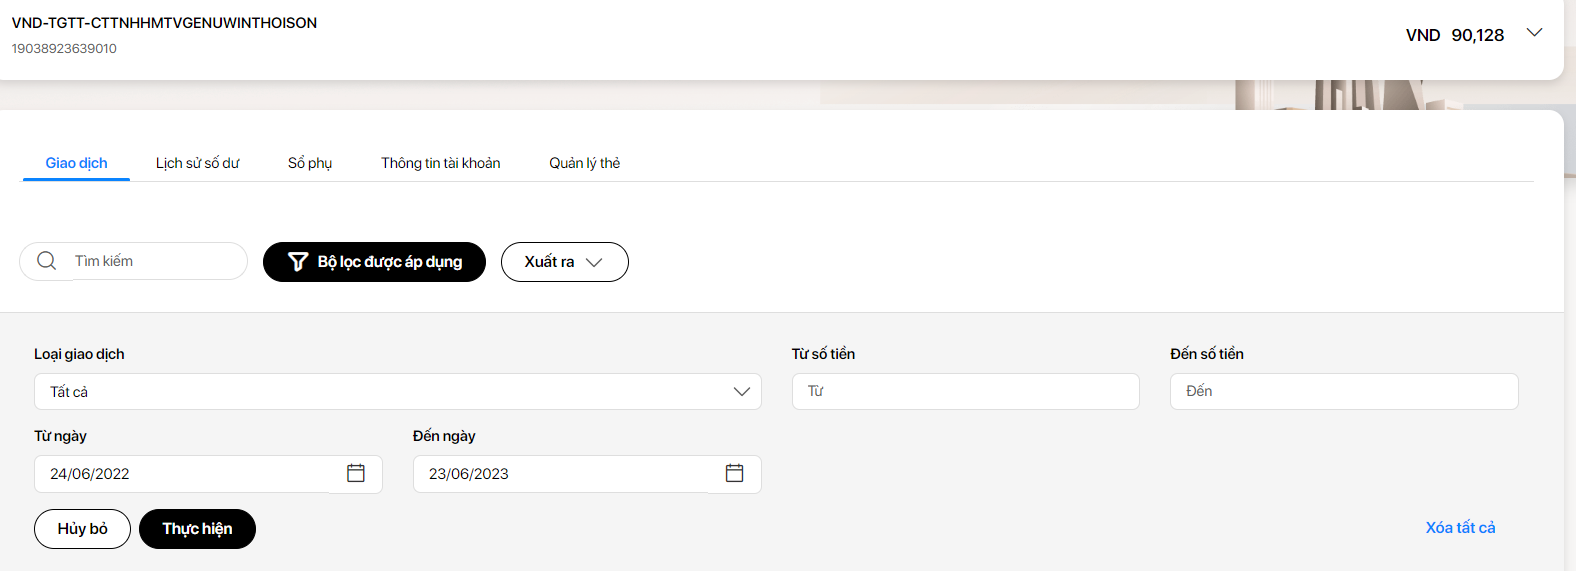 VND-TGTT-CTTNHHMTVGENUWINTHOISON
19038923639010
VND 90,128
Giao dịch Lịch sử số dư Sổ phụ Thông tin tài khoản Quản lý thẻ
Tìm kiếm Bộ lọc được áp dụng Xuất ra
Loại giao dịch Từ số tiền Đến số tiền
Tất cả Từ Đến
Từ ngày Đến ngày
24/06/2022 23/06/2023
Hủy bỏ Thực hiện Xóa tất cả